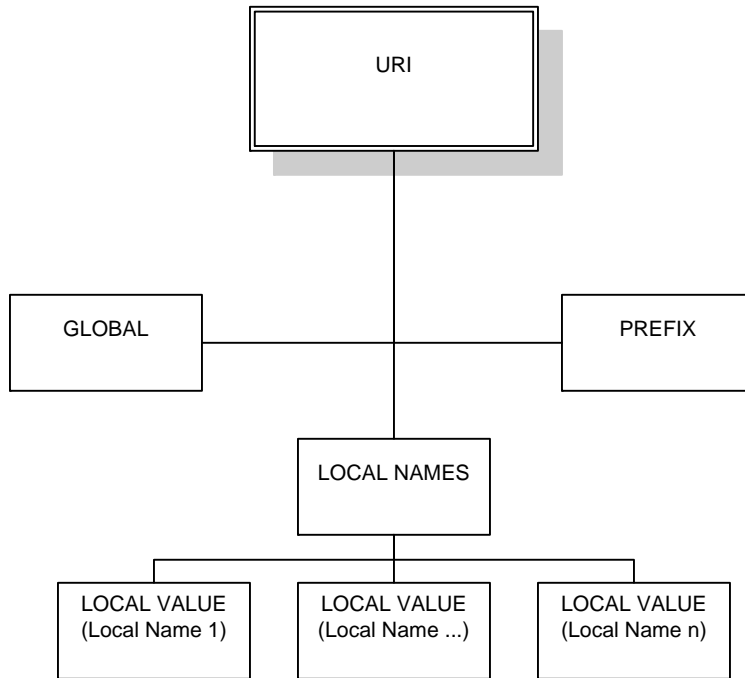 URI
GLOBAL
PREFIX
LOCAL NAMES
LOCAL VALUE
(Local Name 1)
LOCAL VALUE
(Local Name ...)
LOCAL VALUE
(Local Name n)